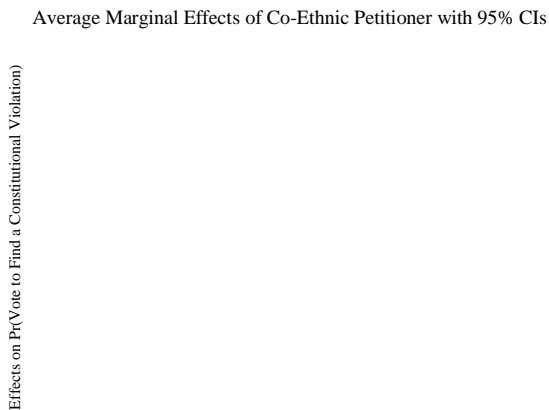 Average Marginal Effects of Co-Ethnic Petitioner with 95% CIs
Effects on Pr(Vote to Find a Constitutional Violation)